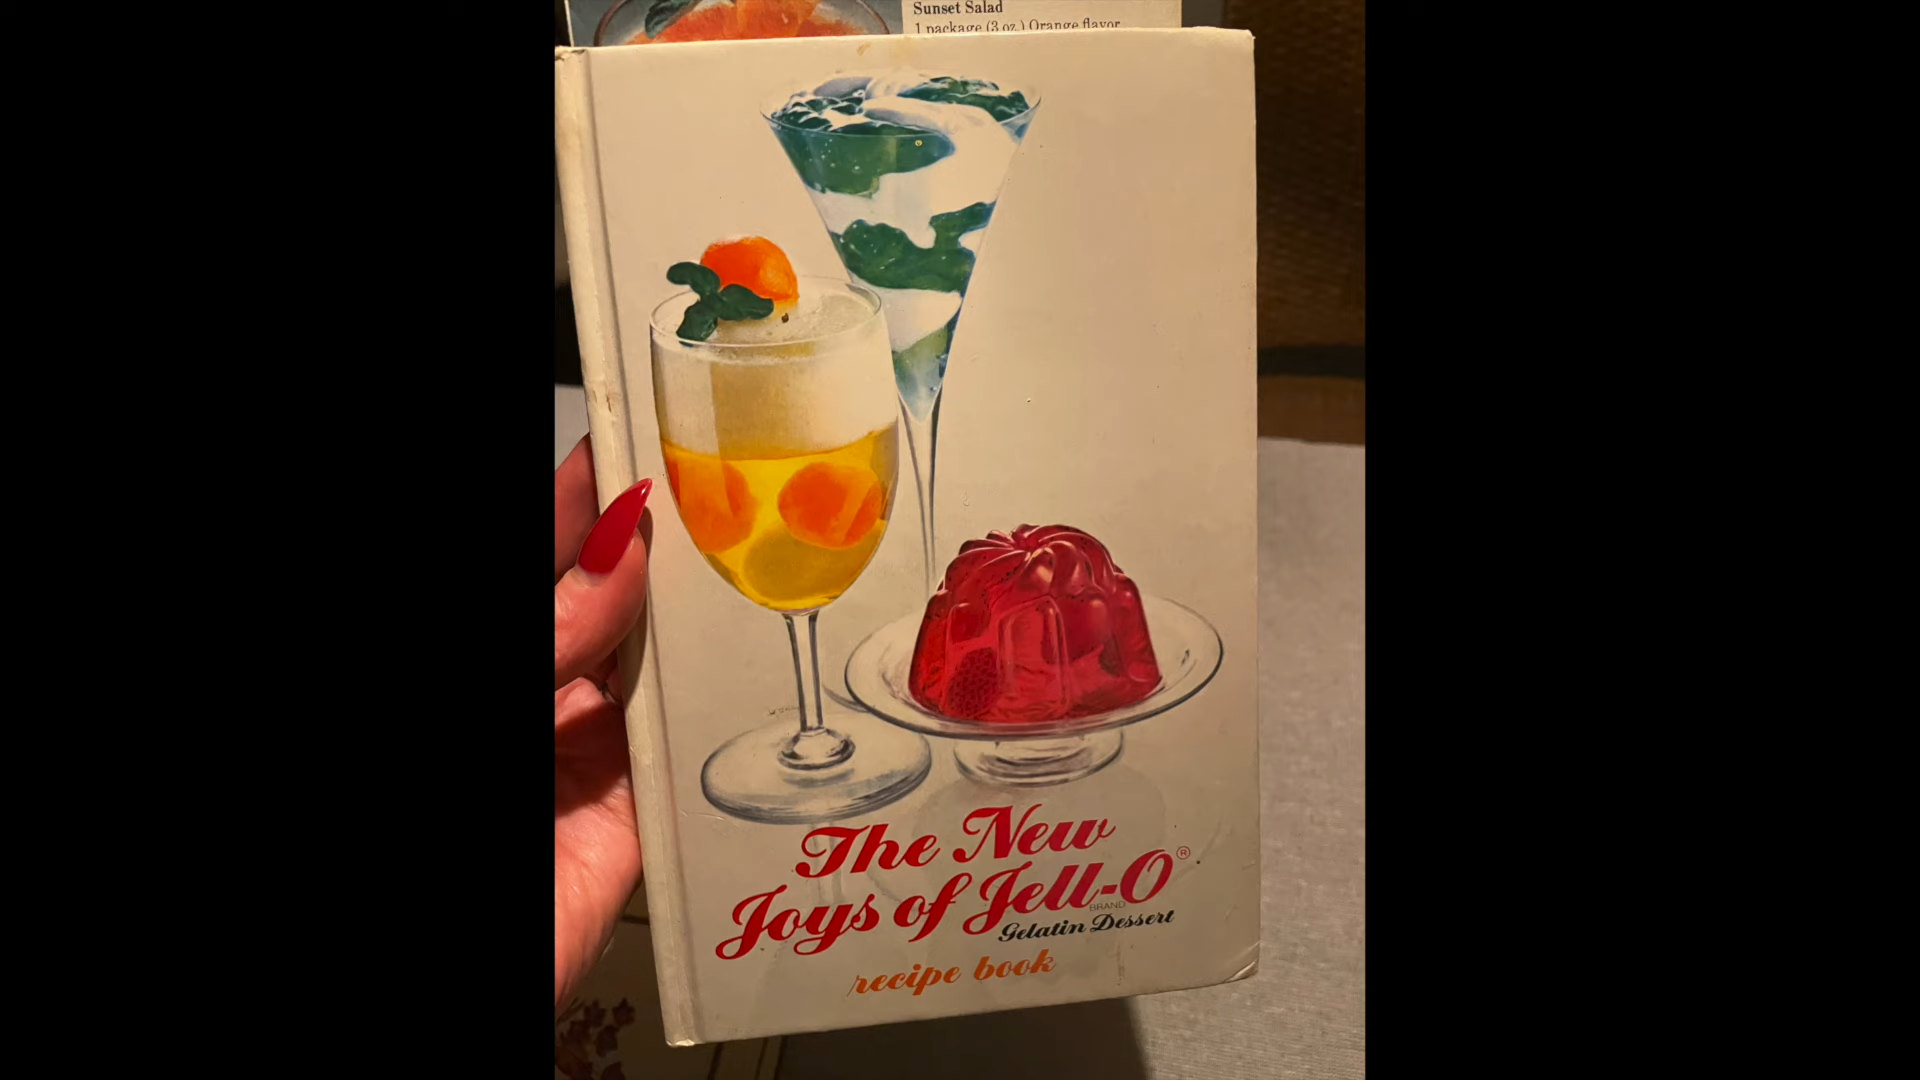 Sunset Salad
1 package (3 oz.) Orange flavor
The New
Joys of Jell-O®
BRAND
Gelatin Dessert
recipe book